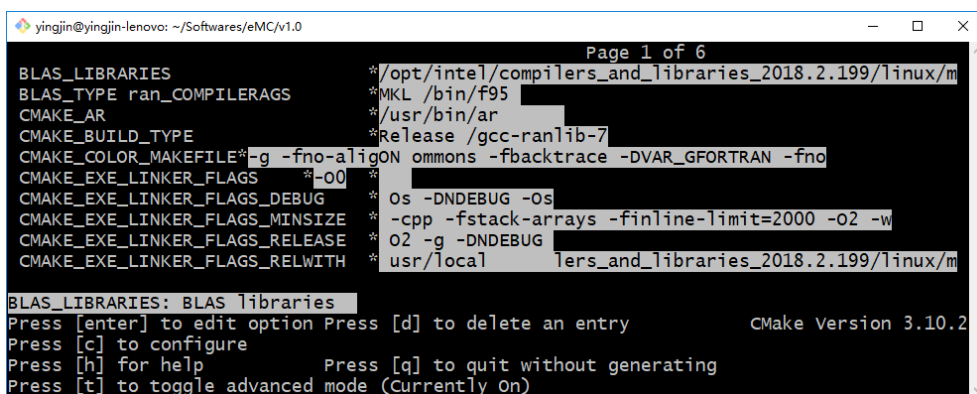 yingjin@yingjin-lenovo: ~/Softwares/eMC/v1.0
Page 1 of 6
BLAS_LIBRARIES */opt/intel/compilers_and_libraries_2018.2.199/linux/m
BLAS_TYPE ran_COMPILERAGS *MKL /bin/f95
CMAKE_AR */usr/bin/ar
CMAKE_BUILD_TYPE *Release /gcc-ranlib-7
CMAKE_COLOR_MAKEFILE*-g -fno-aligON ommons -fbacktrace -DVAR_GFORTRAN -fno
CMAKE_EXE_LINKER_FLAGS *-O0 *
CMAKE_EXE_LINKER_FLAGS_DEBUG * Os -DNDEBUG -Os
CMAKE_EXE_LINKER_FLAGS_MINSIZE * -cpp -fstack-arrays -finline-limit=2000 -O2 -w
CMAKE_EXE_LINKER_FLAGS_RELEASE * O2 -g -DNDEBUG
CMAKE_EXE_LINKER_FLAGS_RELWITH * usr/local lers_and_libraries_2018.2.199/linux/m
BLAS_LIBRARIES: BLAS libraries
Press [enter] to edit option Press [d] to delete an entry CMake Version 3.10.2
Press [c] to configure
Press [h] for help Press [q] to quit without generating
Press [t] to toggle advanced mode (Currently On)